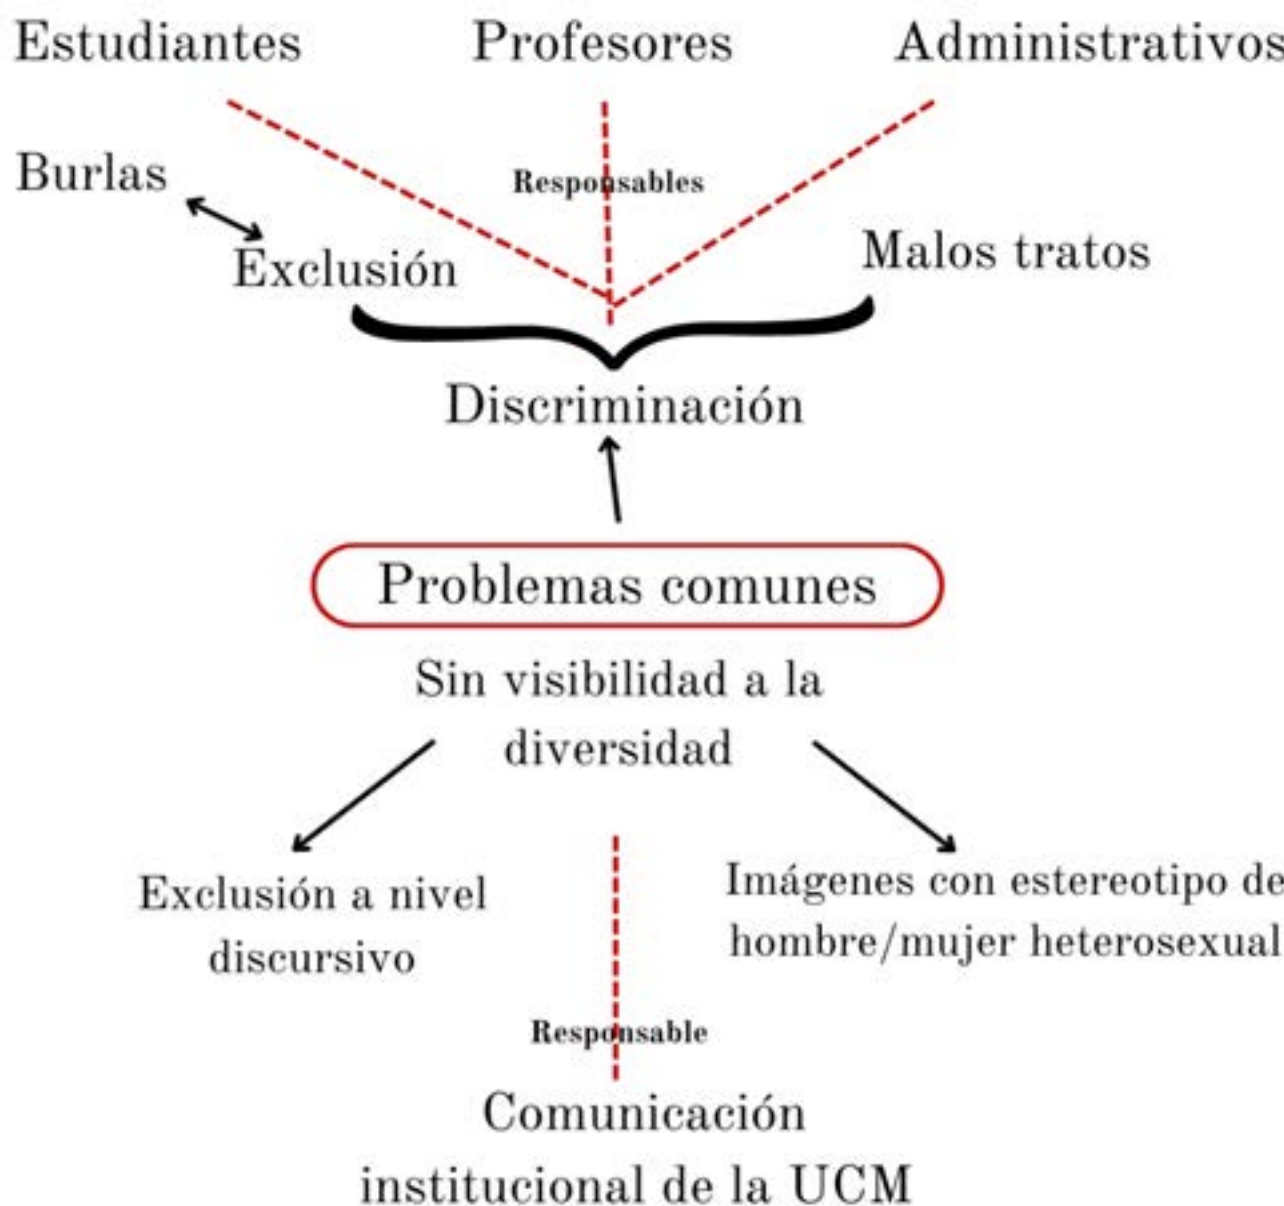 Estudiantes
Profesores
Administrativos
Burlas
Responsables
Exclusión
Malos tratos
Discriminación
Problemas comunes
Sin visibilidad a la
diversidad
Exclusión a nivel
discursivo
Imágenes con estereotipo de
hombre/mujer heterosexual
Responsable
Comunicación
institucional de la UCM